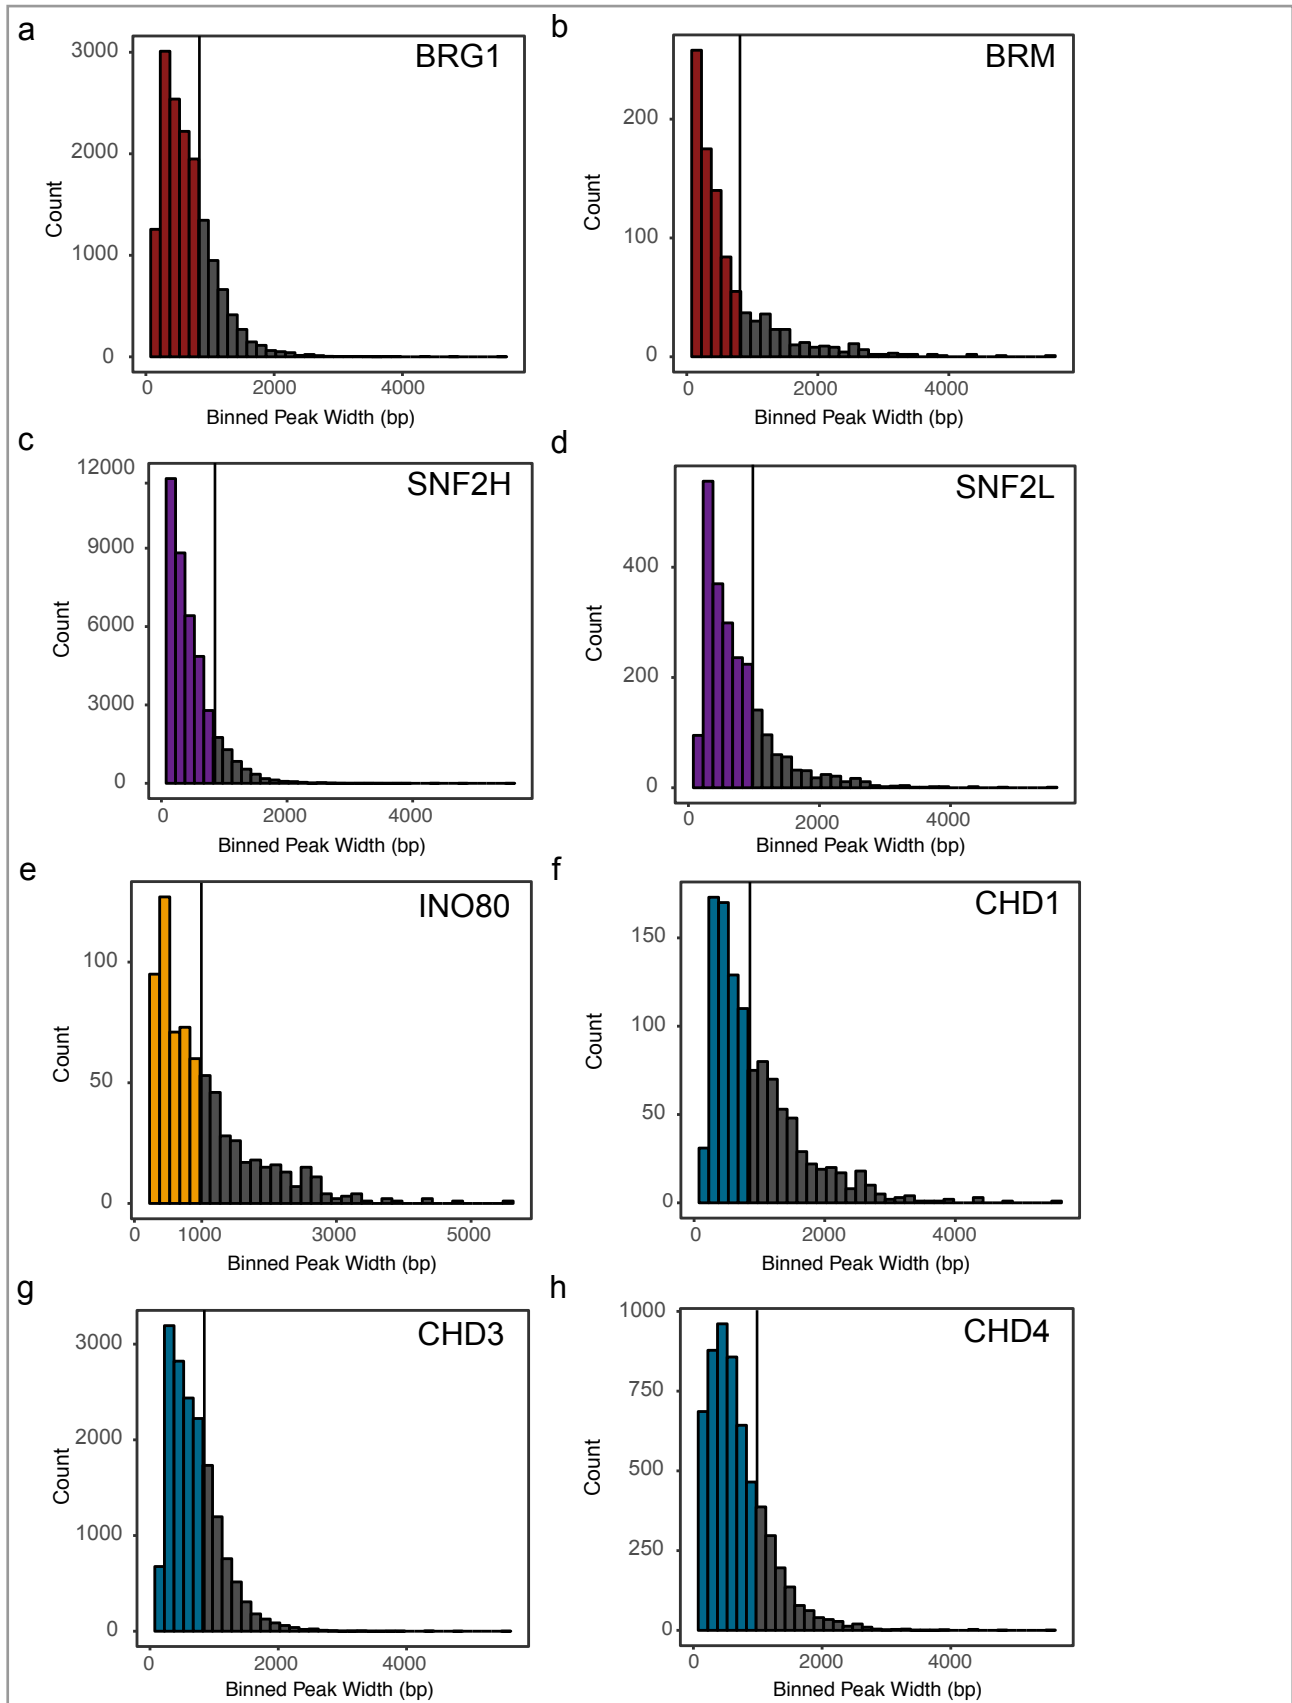 a
BRG1
3000
2000
1000
0
Count
0 2000 4000
Binned Peak Width (bp)
b
BRM
200
100
0
Count
0 2000 4000
Binned Peak Width (bp)
c
SNF2H
12000
9000
6000
3000
0
Count
0 2000 4000
Binned Peak Width (bp)
d
SNF2L
400
200
0
Count
0 2000 4000
Binned Peak Width (bp)
e
INO80
100
50
0
Count
0 1000 3000 5000
Binned Peak Width (bp)
f
CHD1
150
100
50
0
Count
0 2000 4000
Binned Peak Width (bp)
g
CHD3
3000
2000
1000
0
Count
0 2000 4000
Binned Peak Width (bp)
h
CHD4
1000
750
500
250
0
Count
0 2000 4000
Binned Peak Width (bp)